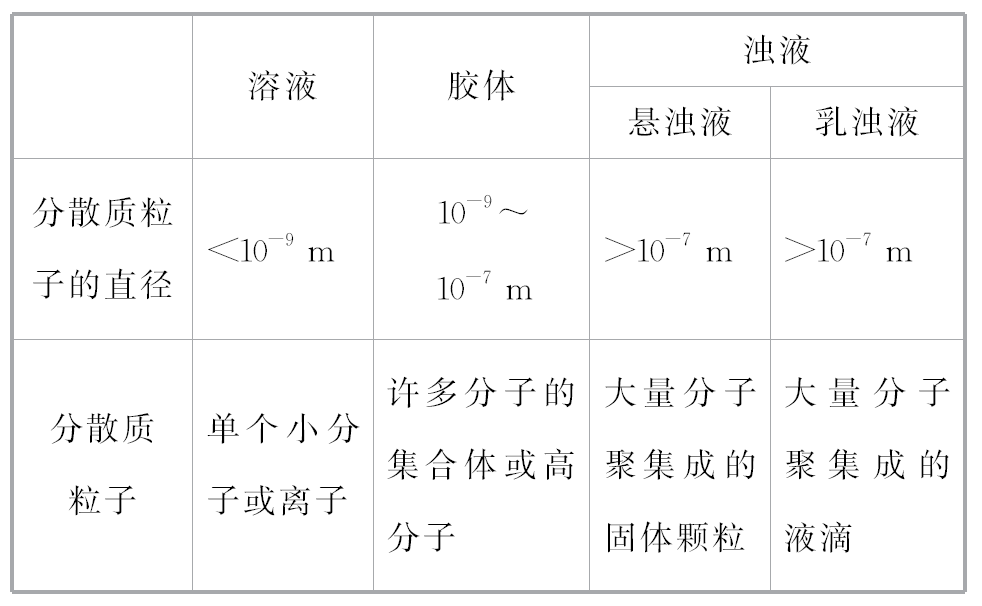 溶液
胶体
浊液
悬浊液
乳浊液
分散质粒
子的直径
<10⁻⁹ m
10⁻⁹～
10⁻⁷ m
>10⁻⁷ m
>10⁻⁷ m
分散质
粒子
单个小分
子或离子
许多分子的
集合体或高
分子
大量分子
聚集成的
固体颗粒
大量分子
聚集成的
液滴